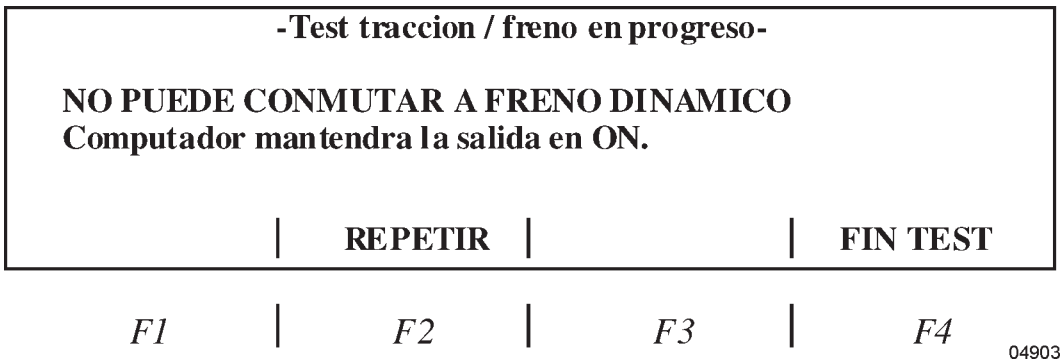 -Test traccion / freno en progreso-
NO PUEDE CONMUTAR A FRENO DINAMICO
Computador mantendra la salida en ON.
| REPETIR | | FIN TEST
F1 | F2 | F3 | F4
04903